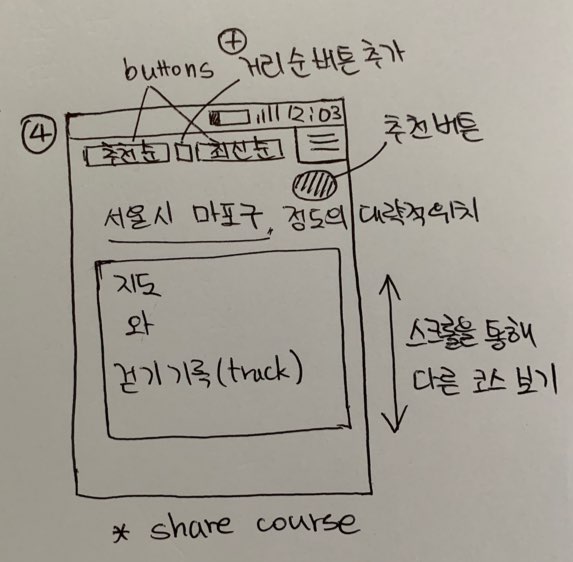 ⊕
buttons 거리순버튼 추가
④
12:03
추천순 최신순
추천버튼
서울시 마포구, 정도의 대략적위치
지도
와
걷기 기록(track)
스크롤을 통해
다른 코스 보기
* share course